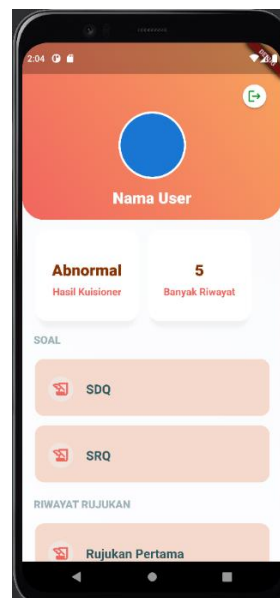 2:04
Nama User
Abnormal
Hasil Kuisioner
5
Banyak Riwayat
SOAL
SDQ
SRQ
RIWAYAT RUJUKAN
Rujukan Pertama